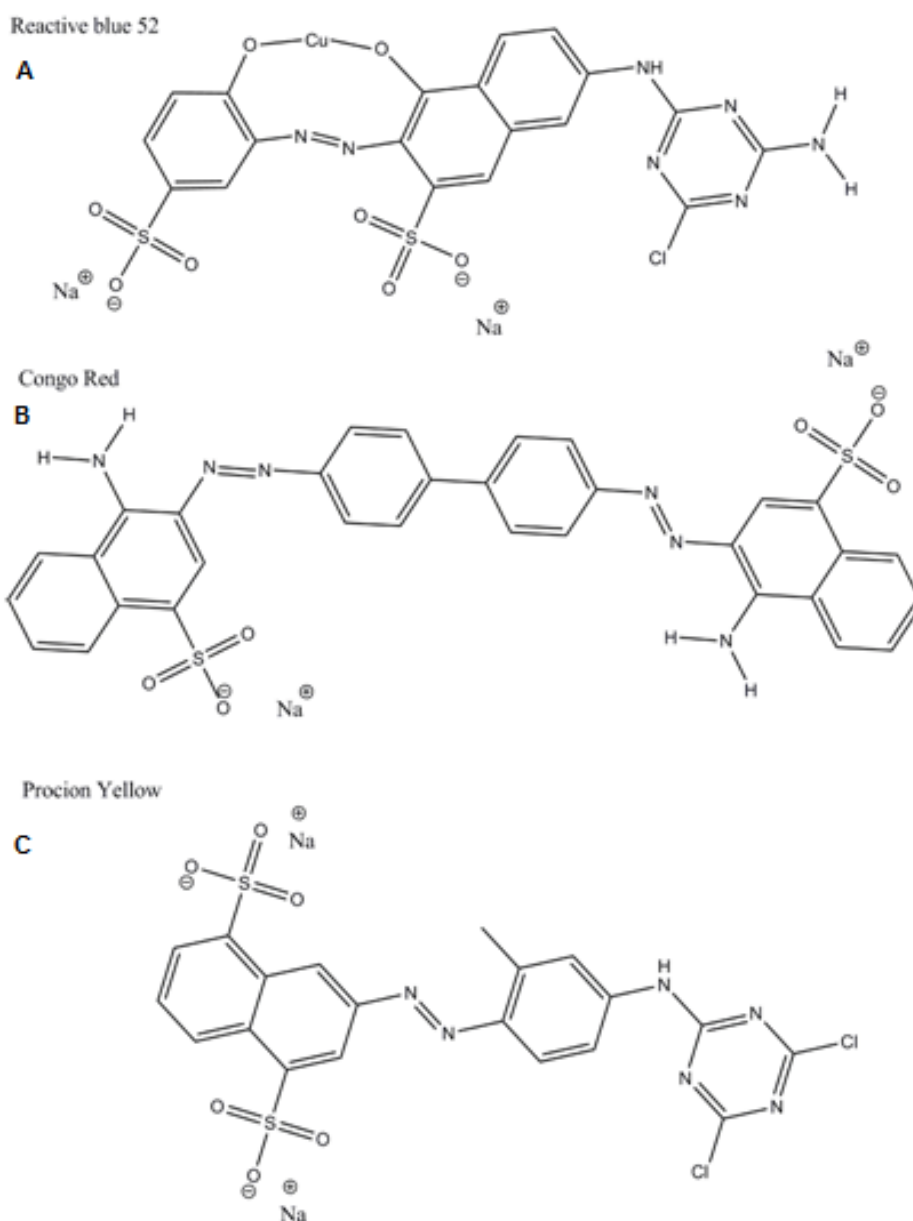 Reactive blue 52
O Cu O
A
NH N H
N N N N
N N H
O S O O S O Cl
Na ⊕ O ⊖ O ⊖
Na ⊕
Congo Red
Na ⊕
B
H H ⊖ O
H N N N O S O
N N
H N
O S O H
O ⊖ Na ⊕
Procion Yellow
C
⊕ Na
O O ⊖ S O
H N
N N N N Cl
N N
O S O Cl
O ⊖ ⊕ Na